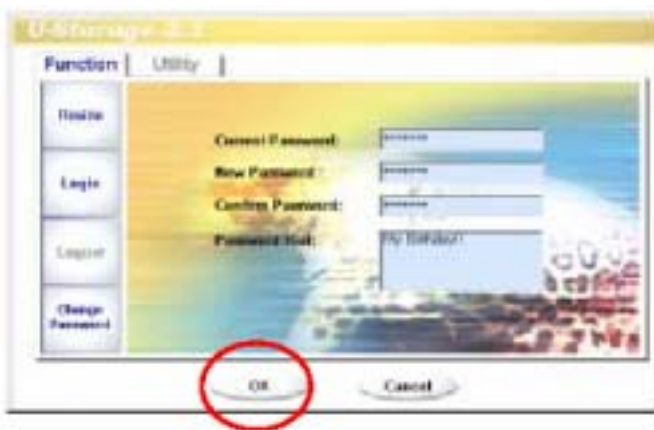 U-Storage
Function | Utility |
Resize
Login
Logout
Change
Password
Current Password: *******
New Password : *******
Confirm Password: *******
Password Hint: My Birthday!!
OK
Cancel